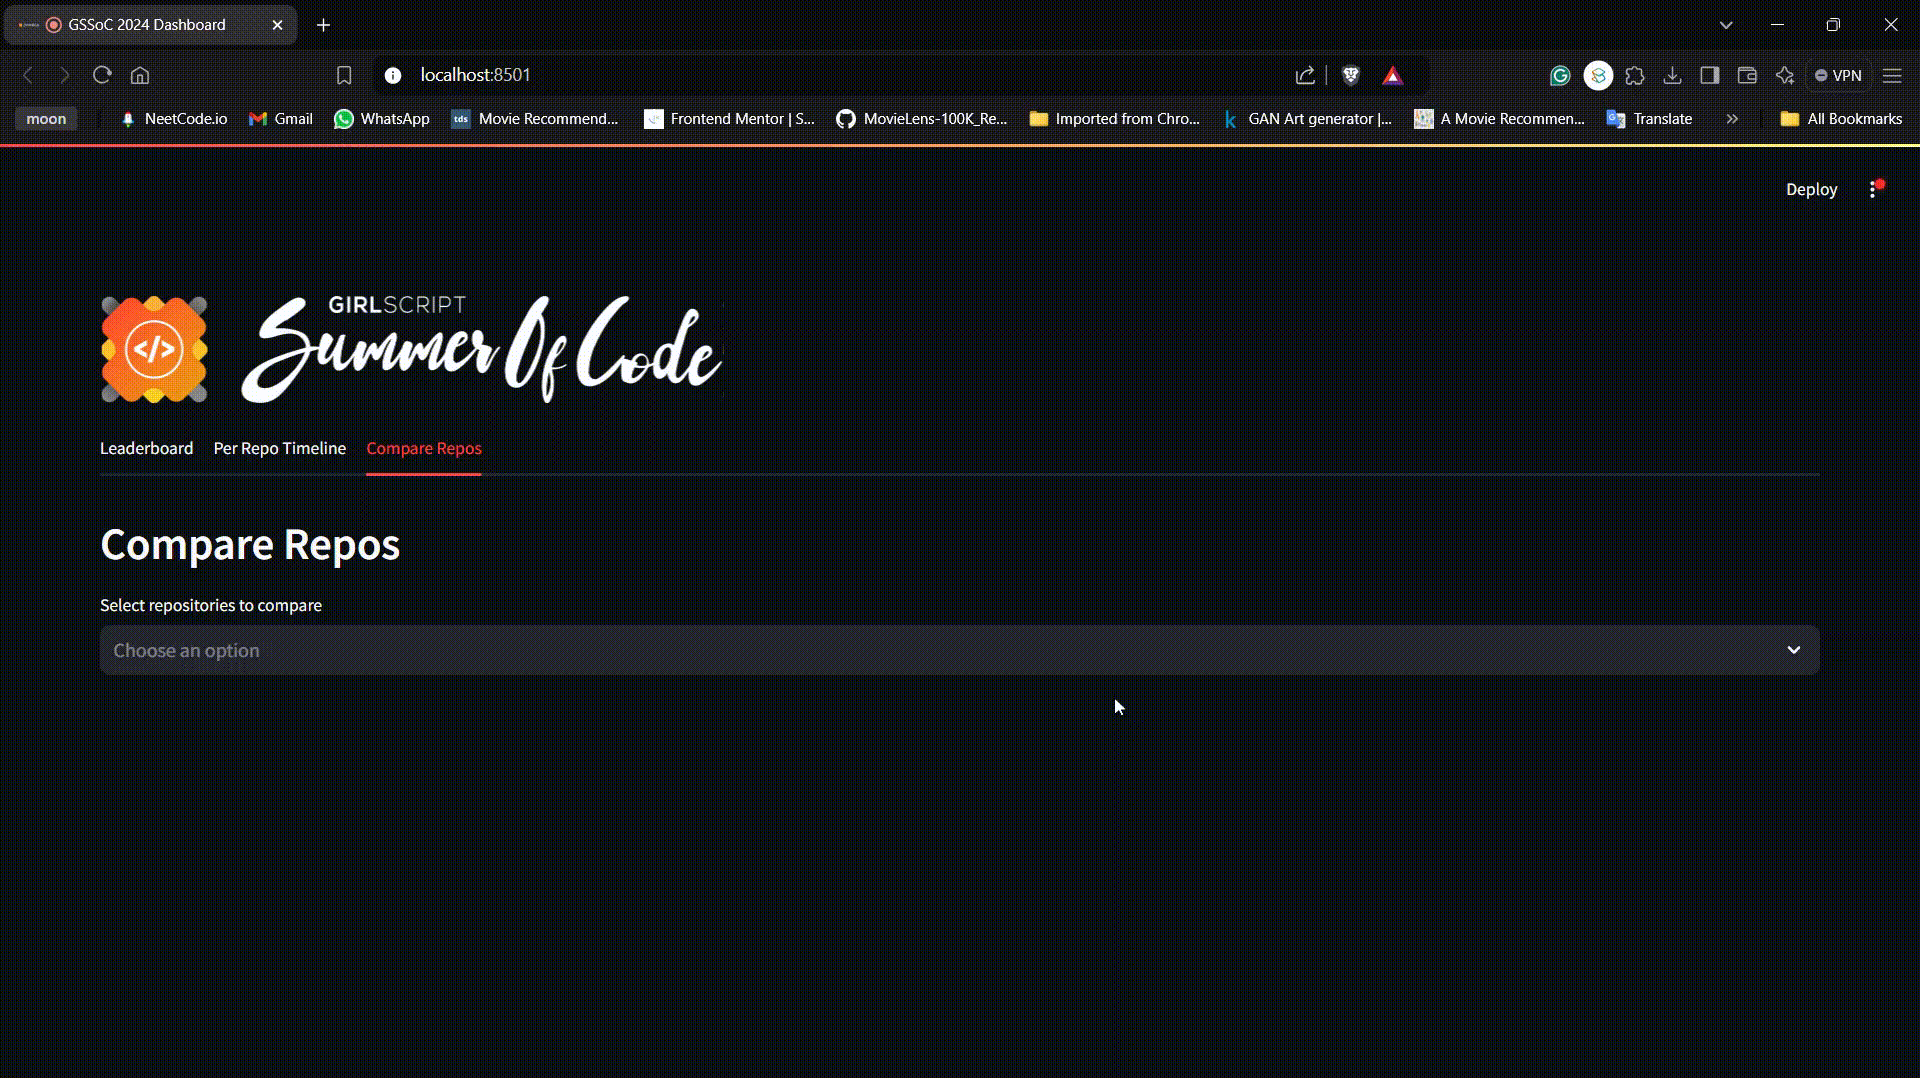 GSSoC 2024 Dashboard
localhost:8501
VPN
moon
NeetCode.io
Gmail
WhatsApp
tds
Movie Recommend...
Frontend Mentor | S...
MovieLens-100K_Re...
Imported from Chro...
k
GAN Art generator |...
A Movie Recommen...
Translate
All Bookmarks
Deploy
</>
GIRLSCRIPT
Summer Of Code
Leaderboard
Per Repo Timeline
Compare Repos
Compare Repos
Select repositories to compare
Choose an option